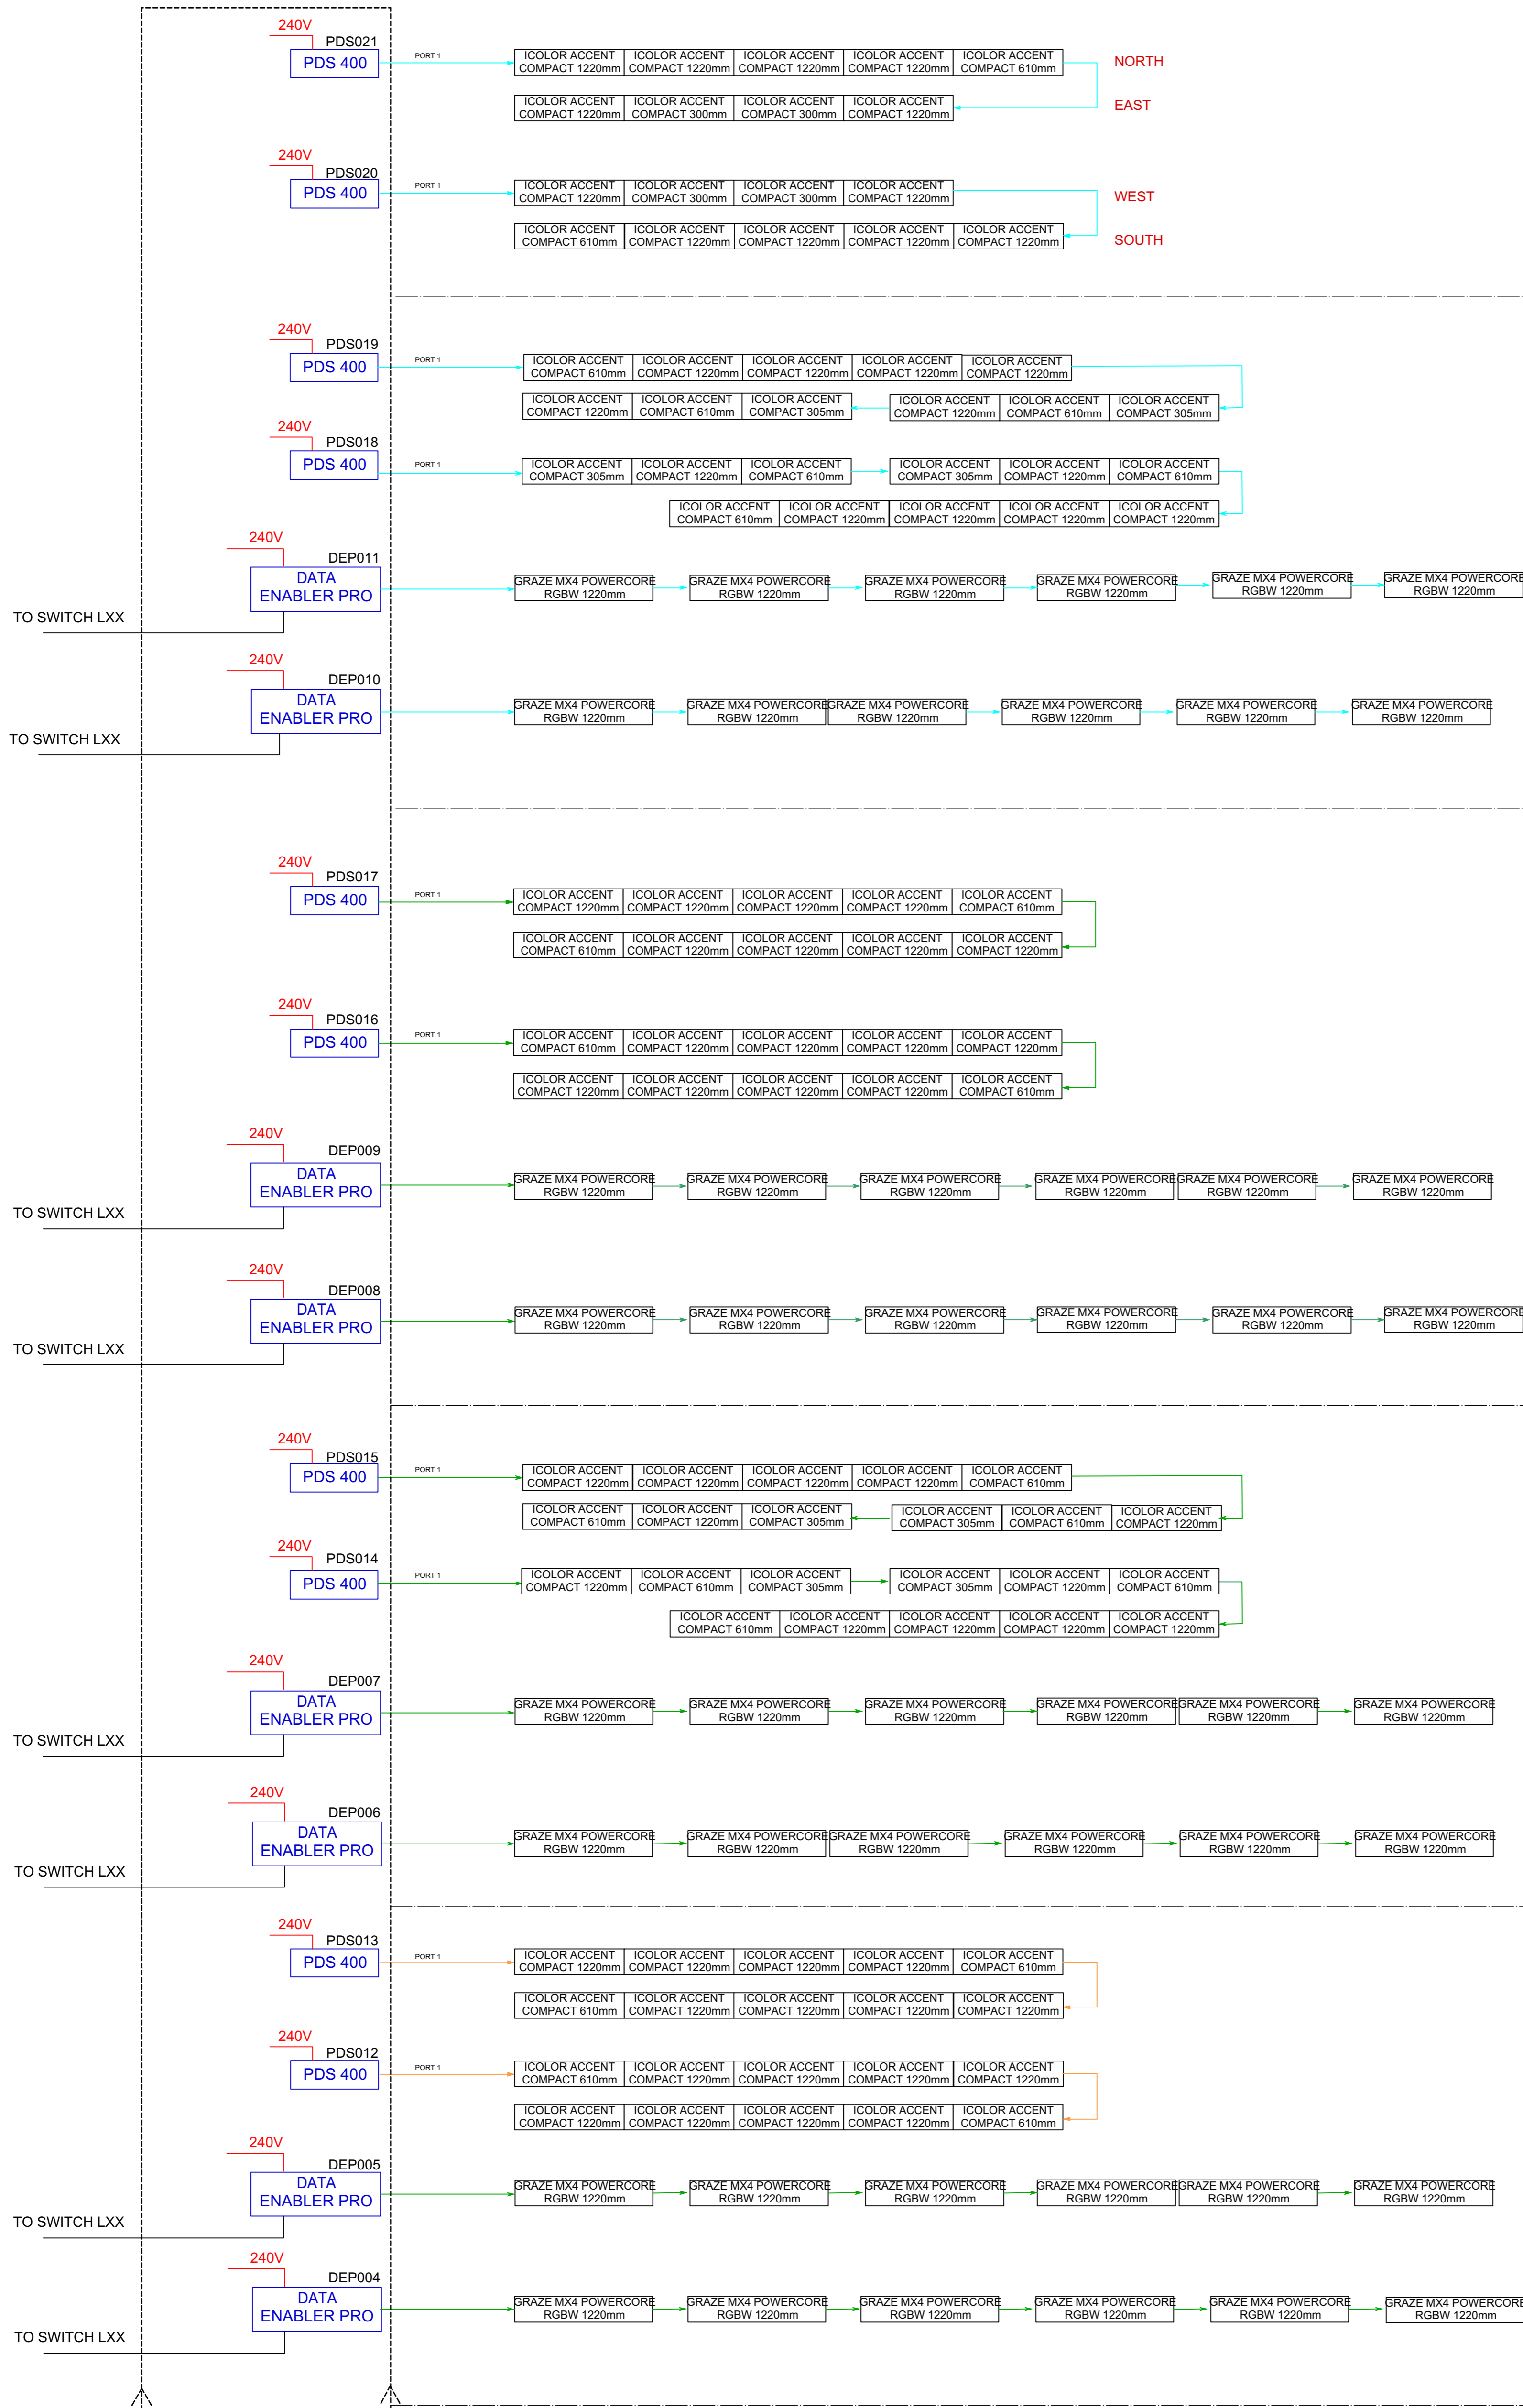 240V
PDS021
PDS 400
PORT 1
ICOLOR ACCENT ICOLOR ACCENT ICOLOR ACCENT ICOLOR ACCENT ICOLOR ACCENT
COMPACT 1220mm COMPACT 1220mm COMPACT 1220mm COMPACT 1220mm COMPACT 610mm
NORTH
ICOLOR ACCENT ICOLOR ACCENT ICOLOR ACCENT ICOLOR ACCENT
COMPACT 1220mm COMPACT 300mm COMPACT 300mm COMPACT 1220mm
EAST
240V
PDS020
PDS 400
PORT 1
ICOLOR ACCENT ICOLOR ACCENT ICOLOR ACCENT ICOLOR ACCENT
COMPACT 1220mm COMPACT 300mm COMPACT 300mm COMPACT 1220mm
WEST
ICOLOR ACCENT ICOLOR ACCENT ICOLOR ACCENT ICOLOR ACCENT ICOLOR ACCENT
COMPACT 610mm COMPACT 1220mm COMPACT 1220mm COMPACT 1220mm COMPACT 1220mm
SOUTH
240V
PDS019
PDS 400
PORT 1
ICOLOR ACCENT ICOLOR ACCENT ICOLOR ACCENT ICOLOR ACCENT ICOLOR ACCENT
COMPACT 610mm COMPACT 1220mm COMPACT 1220mm COMPACT 1220mm COMPACT 1220mm
ICOLOR ACCENT ICOLOR ACCENT ICOLOR ACCENT ICOLOR ACCENT ICOLOR ACCENT ICOLOR ACCENT
COMPACT 1220mm COMPACT 610mm COMPACT 305mm COMPACT 1220mm COMPACT 610mm COMPACT 305mm
240V
PDS018
PDS 400
PORT 1
ICOLOR ACCENT ICOLOR ACCENT ICOLOR ACCENT ICOLOR ACCENT ICOLOR ACCENT ICOLOR ACCENT
COMPACT 305mm COMPACT 1220mm COMPACT 610mm COMPACT 305mm COMPACT 1220mm COMPACT 610mm
ICOLOR ACCENT ICOLOR ACCENT ICOLOR ACCENT ICOLOR ACCENT ICOLOR ACCENT
COMPACT 610mm COMPACT 1220mm COMPACT 1220mm COMPACT 1220mm COMPACT 1220mm
240V
DEP011
DATA
ENABLER PRO
GRAZE MX4 POWERCORE GRAZE MX4 POWERCORE GRAZE MX4 POWERCORE GRAZE MX4 POWERCORE GRAZE MX4 POWERCORE GRAZE MX4 POWERCORE
RGBW 1220mm RGBW 1220mm RGBW 1220mm RGBW 1220mm RGBW 1220mm RGBW 1220mm
TO SWITCH LXX
240V
DEP010
DATA
ENABLER PRO
GRAZE MX4 POWERCORE GRAZE MX4 POWERCORE GRAZE MX4 POWERCORE GRAZE MX4 POWERCORE GRAZE MX4 POWERCORE GRAZE MX4 POWERCORE
RGBW 1220mm RGBW 1220mm RGBW 1220mm RGBW 1220mm RGBW 1220mm RGBW 1220mm
TO SWITCH LXX
240V
PDS017
PDS 400
PORT 1
ICOLOR ACCENT ICOLOR ACCENT ICOLOR ACCENT ICOLOR ACCENT ICOLOR ACCENT
COMPACT 1220mm COMPACT 1220mm COMPACT 1220mm COMPACT 1220mm COMPACT 610mm
ICOLOR ACCENT ICOLOR ACCENT ICOLOR ACCENT ICOLOR ACCENT ICOLOR ACCENT
COMPACT 610mm COMPACT 1220mm COMPACT 1220mm COMPACT 1220mm COMPACT 1220mm
240V
PDS016
PDS 400
PORT 1
ICOLOR ACCENT ICOLOR ACCENT ICOLOR ACCENT ICOLOR ACCENT ICOLOR ACCENT
COMPACT 610mm COMPACT 1220mm COMPACT 1220mm COMPACT 1220mm COMPACT 1220mm
ICOLOR ACCENT ICOLOR ACCENT ICOLOR ACCENT ICOLOR ACCENT ICOLOR ACCENT
COMPACT 1220mm COMPACT 1220mm COMPACT 1220mm COMPACT 1220mm COMPACT 610mm
240V
DEP009
DATA
ENABLER PRO
GRAZE MX4 POWERCORE GRAZE MX4 POWERCORE GRAZE MX4 POWERCORE GRAZE MX4 POWERCORE GRAZE MX4 POWERCORE GRAZE MX4 POWERCORE
RGBW 1220mm RGBW 1220mm RGBW 1220mm RGBW 1220mm RGBW 1220mm RGBW 1220mm
TO SWITCH LXX
240V
DEP008
DATA
ENABLER PRO
GRAZE MX4 POWERCORE GRAZE MX4 POWERCORE GRAZE MX4 POWERCORE GRAZE MX4 POWERCORE GRAZE MX4 POWERCORE GRAZE MX4 POWERCORE
RGBW 1220mm RGBW 1220mm RGBW 1220mm RGBW 1220mm RGBW 1220mm RGBW 1220mm
TO SWITCH LXX
240V
PDS015
PDS 400
PORT 1
ICOLOR ACCENT ICOLOR ACCENT ICOLOR ACCENT ICOLOR ACCENT ICOLOR ACCENT
COMPACT 1220mm COMPACT 1220mm COMPACT 1220mm COMPACT 1220mm COMPACT 610mm
ICOLOR ACCENT ICOLOR ACCENT ICOLOR ACCENT ICOLOR ACCENT ICOLOR ACCENT ICOLOR ACCENT
COMPACT 610mm COMPACT 1220mm COMPACT 305mm COMPACT 305mm COMPACT 610mm COMPACT 1220mm
240V
PDS014
PDS 400
PORT 1
ICOLOR ACCENT ICOLOR ACCENT ICOLOR ACCENT ICOLOR ACCENT ICOLOR ACCENT ICOLOR ACCENT
COMPACT 1220mm COMPACT 610mm COMPACT 305mm COMPACT 305mm COMPACT 1220mm COMPACT 610mm
ICOLOR ACCENT ICOLOR ACCENT ICOLOR ACCENT ICOLOR ACCENT ICOLOR ACCENT
COMPACT 610mm COMPACT 1220mm COMPACT 1220mm COMPACT 1220mm COMPACT 1220mm
240V
DEP007
DATA
ENABLER PRO
GRAZE MX4 POWERCORE GRAZE MX4 POWERCORE GRAZE MX4 POWERCORE GRAZE MX4 POWERCORE GRAZE MX4 POWERCORE GRAZE MX4 POWERCORE
RGBW 1220mm RGBW 1220mm RGBW 1220mm RGBW 1220mm RGBW 1220mm RGBW 1220mm
TO SWITCH LXX
240V
DEP006
DATA
ENABLER PRO
GRAZE MX4 POWERCORE GRAZE MX4 POWERCORE GRAZE MX4 POWERCORE GRAZE MX4 POWERCORE GRAZE MX4 POWERCORE GRAZE MX4 POWERCORE
RGBW 1220mm RGBW 1220mm RGBW 1220mm RGBW 1220mm RGBW 1220mm RGBW 1220mm
TO SWITCH LXX
240V
PDS013
PDS 400
PORT 1
ICOLOR ACCENT ICOLOR ACCENT ICOLOR ACCENT ICOLOR ACCENT ICOLOR ACCENT
COMPACT 1220mm COMPACT 1220mm COMPACT 1220mm COMPACT 1220mm COMPACT 610mm
ICOLOR ACCENT ICOLOR ACCENT ICOLOR ACCENT ICOLOR ACCENT ICOLOR ACCENT
COMPACT 610mm COMPACT 1220mm COMPACT 1220mm COMPACT 1220mm COMPACT 1220mm
240V
PDS012
PDS 400
PORT 1
ICOLOR ACCENT ICOLOR ACCENT ICOLOR ACCENT ICOLOR ACCENT ICOLOR ACCENT
COMPACT 610mm COMPACT 1220mm COMPACT 1220mm COMPACT 1220mm COMPACT 1220mm
ICOLOR ACCENT ICOLOR ACCENT ICOLOR ACCENT ICOLOR ACCENT ICOLOR ACCENT
COMPACT 1220mm COMPACT 1220mm COMPACT 1220mm COMPACT 1220mm COMPACT 610mm
240V
DEP005
DATA
ENABLER PRO
GRAZE MX4 POWERCORE GRAZE MX4 POWERCORE GRAZE MX4 POWERCORE GRAZE MX4 POWERCORE GRAZE MX4 POWERCORE GRAZE MX4 POWERCORE
RGBW 1220mm RGBW 1220mm RGBW 1220mm RGBW 1220mm RGBW 1220mm RGBW 1220mm
TO SWITCH LXX
240V
DEP004
DATA
ENABLER PRO
GRAZE MX4 POWERCORE GRAZE MX4 POWERCORE GRAZE MX4 POWERCORE GRAZE MX4 POWERCORE GRAZE MX4 POWERCORE GRAZE MX4 POWERCORE
RGBW 1220mm RGBW 1220mm RGBW 1220mm RGBW 1220mm RGBW 1220mm RGBW 1220mm
TO SWITCH LXX